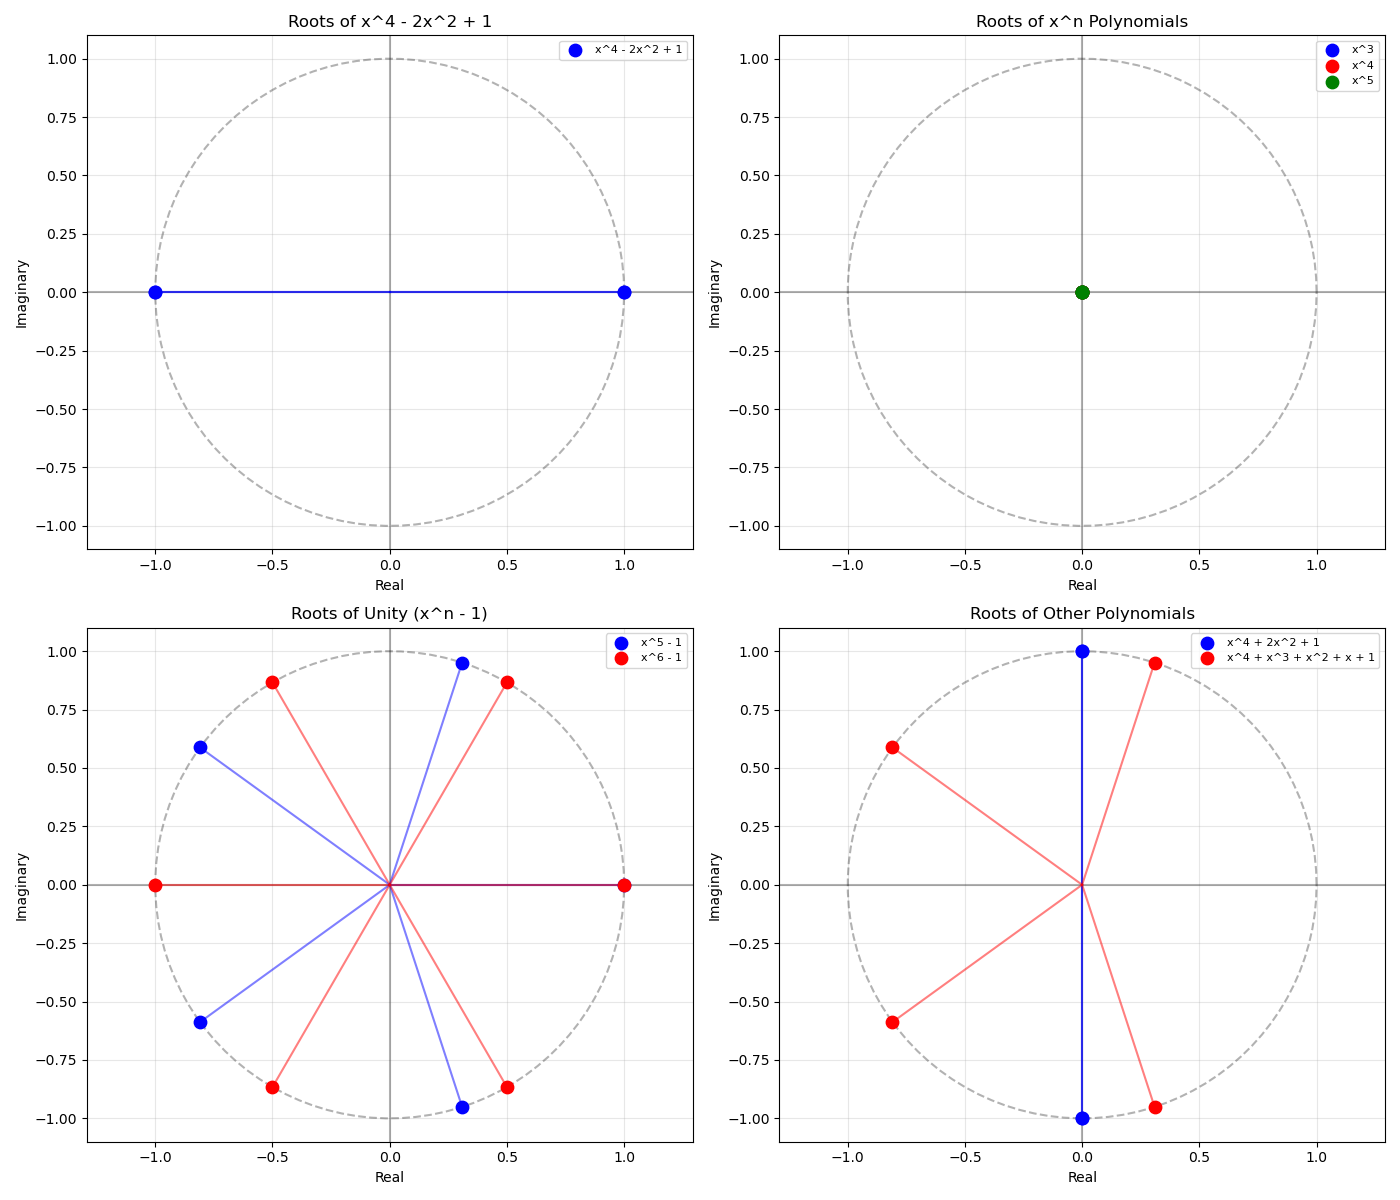 Roots of x^4 - 2x^2 + 1
x^4 - 2x^2 + 1
1.00
0.75
0.50
0.25
0.00
−0.25
−0.50
−0.75
−1.00
Imaginary
−1.0 −0.5 0.0 0.5 1.0
Real
Roots of x^n Polynomials
x^3
x^4
x^5
1.00
0.75
0.50
0.25
0.00
−0.25
−0.50
−0.75
−1.00
Imaginary
−1.0 −0.5 0.0 0.5 1.0
Real
Roots of Unity (x^n - 1)
x^5 - 1
x^6 - 1
1.00
0.75
0.50
0.25
0.00
−0.25
−0.50
−0.75
−1.00
Imaginary
−1.0 −0.5 0.0 0.5 1.0
Real
Roots of Other Polynomials
x^4 + 2x^2 + 1
x^4 + x^3 + x^2 + x + 1
1.00
0.75
0.50
0.25
0.00
−0.25
−0.50
−0.75
−1.00
Imaginary
−1.0 −0.5 0.0 0.5 1.0
Real